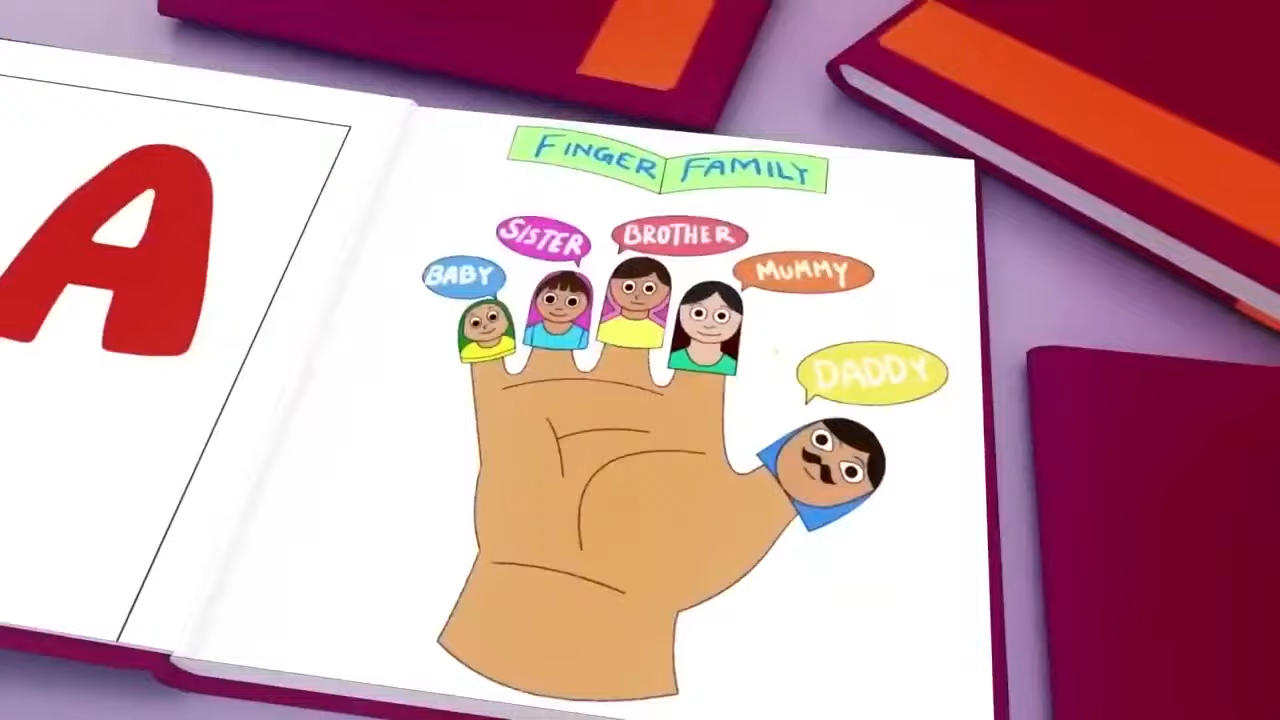 A
FINGER FAMILY
SISTER
BROTHER
BABY
MUMMY
DADDY